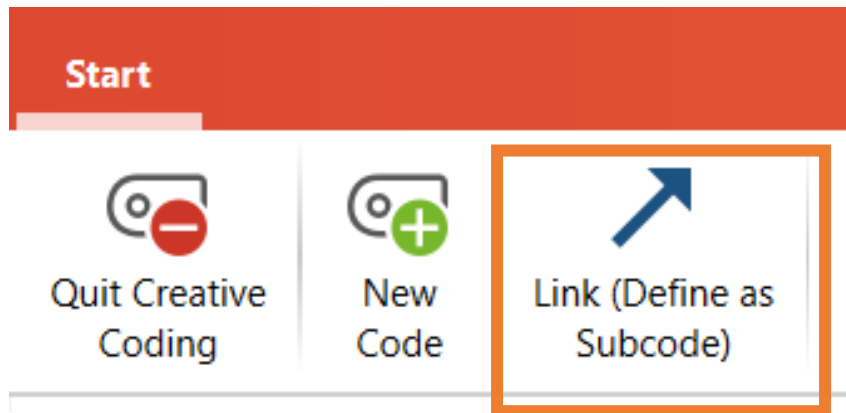 Start
Quit Creative
Coding
New
Code
Link (Define as
Subcode)